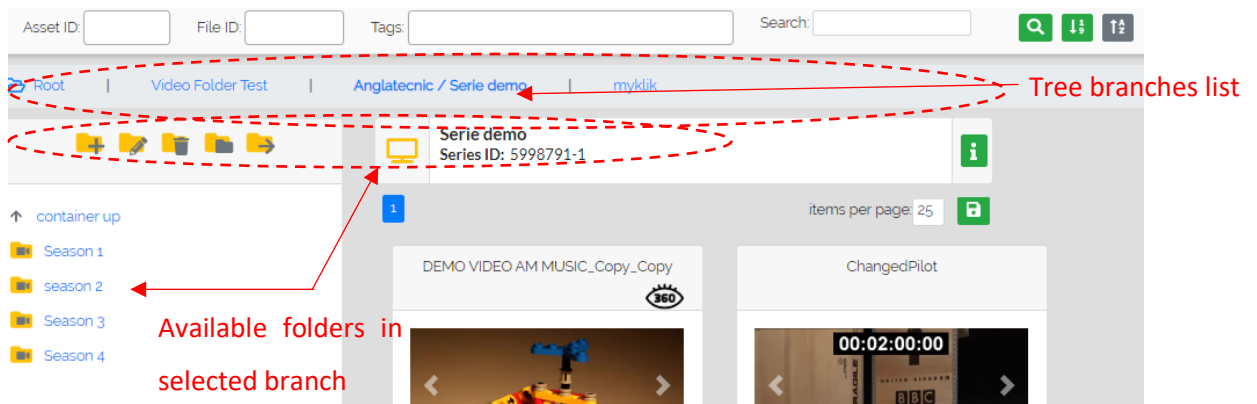 Asset ID: File ID: Tags: Search:
Root | Video Folder Test | Anglatecnic / Serie demo | myklik
Tree branches list
Serie demo
Series ID: 5998791-1
i
container up
1
items per page: 25
Season 1
season 2
Season 3
Season 4
Available folders in
selected branch
DEMO VIDEO AM MUSIC_Copy_Copy
360
ChangedPilot
00:02:00:00
BBC